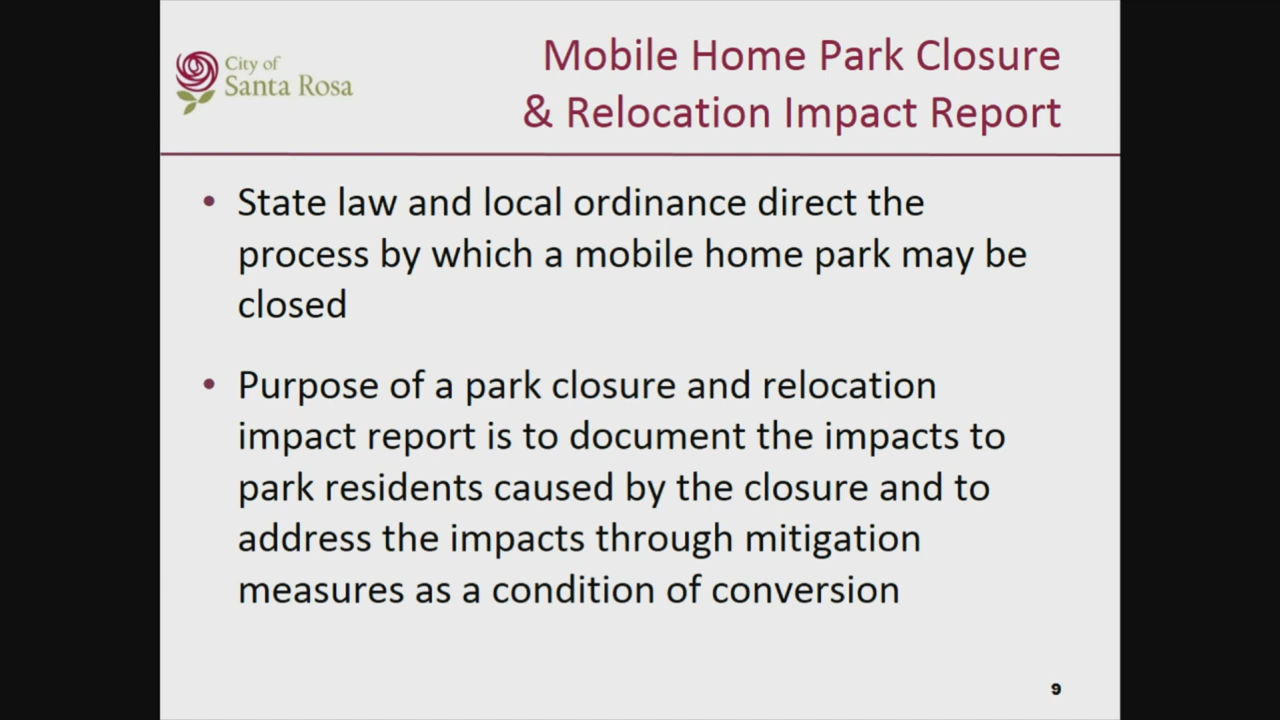 City of
Santa Rosa
Mobile Home Park Closure
& Relocation Impact Report
• State law and local ordinance direct the
process by which a mobile home park may be
closed
• Purpose of a park closure and relocation
impact report is to document the impacts to
park residents caused by the closure and to
address the impacts through mitigation
measures as a condition of conversion
9